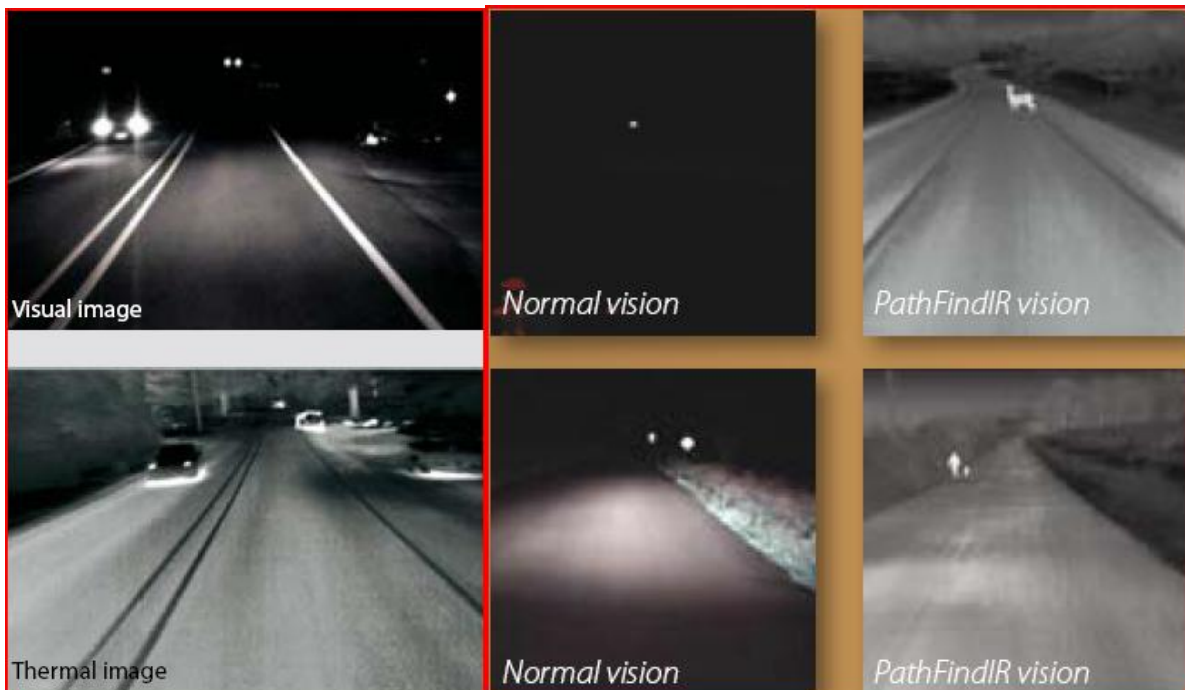 Visual image
Normal vision
PathFindIR vision
Thermal image
Normal vision
PathFindIR vision